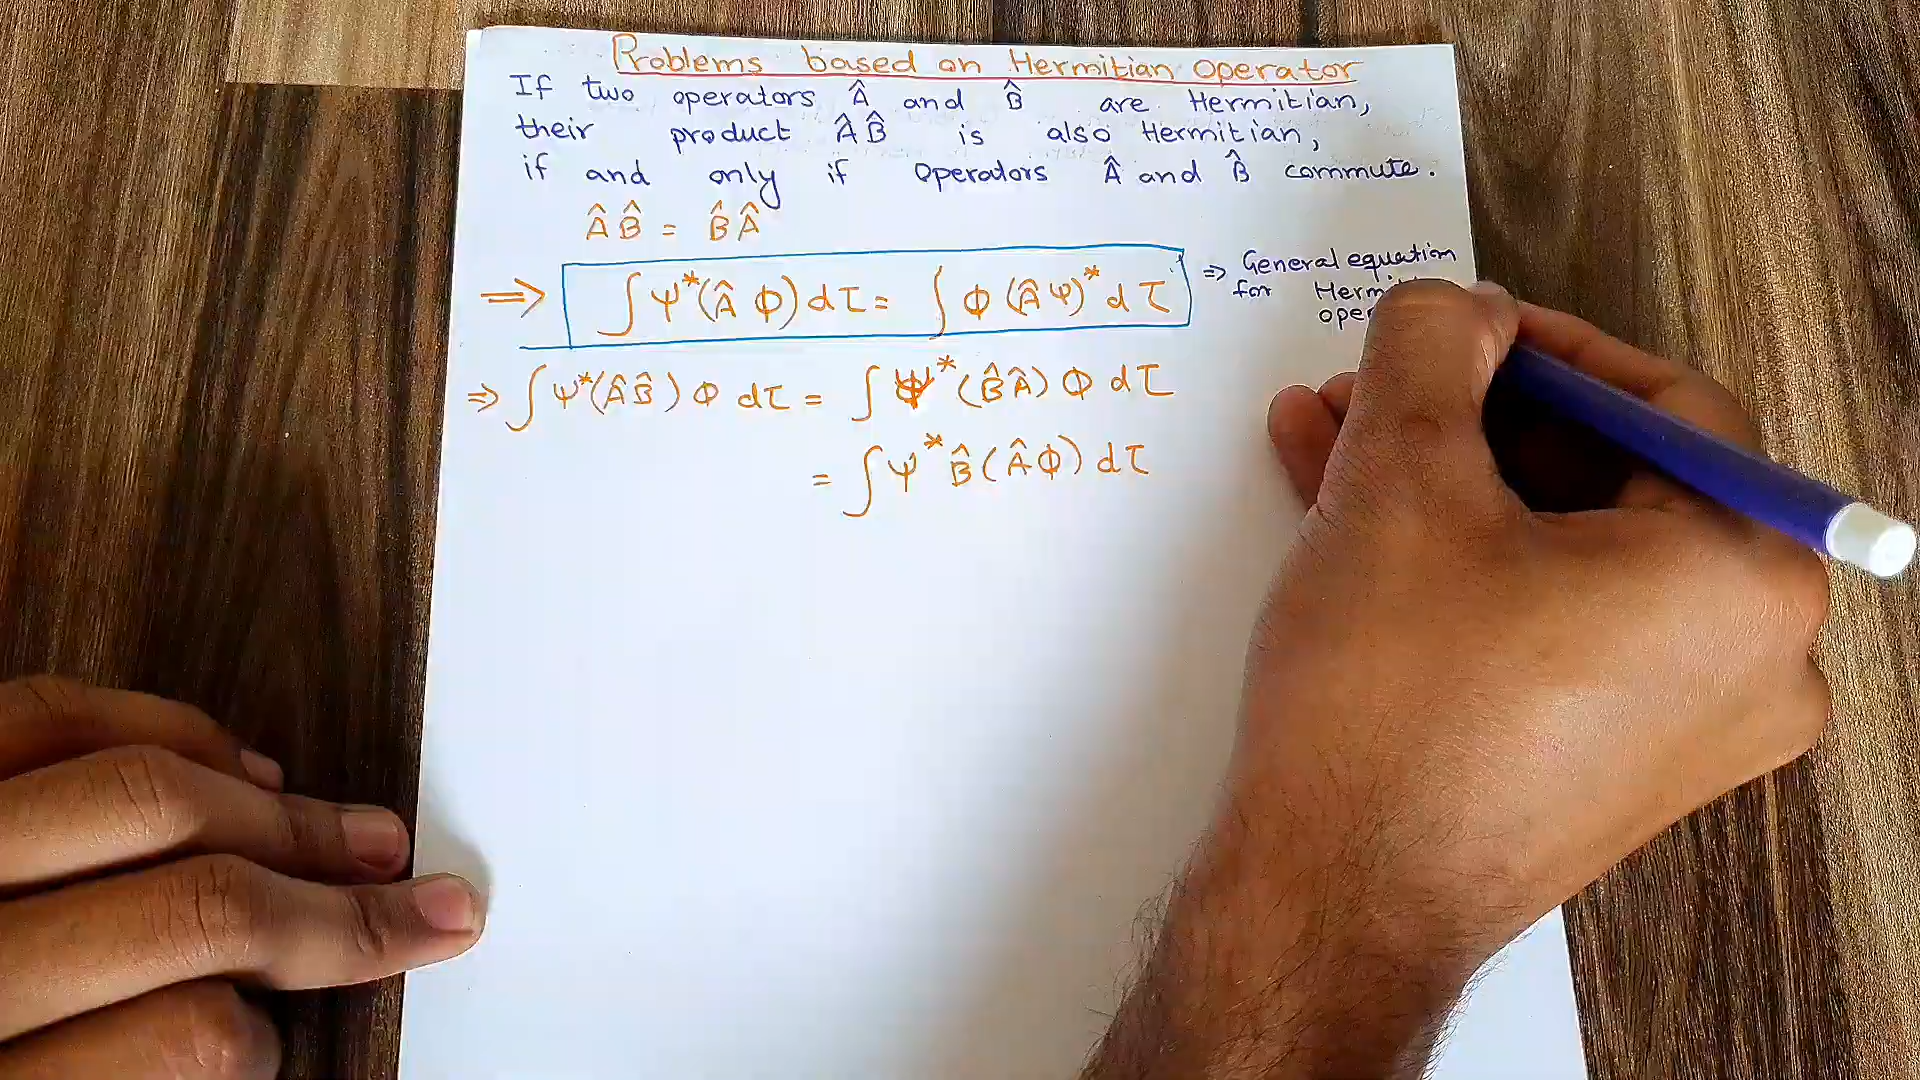 Problems based on Hermitian Operator
If two operators Â and B̂ are Hermitian,
their product ÂB̂ is also Hermitian,
if and only if Operators Â and B̂ commute.
ÂB̂ = B̂Â
⇒ ∫ψ*(Â ϕ)dτ = ∫ ϕ (Âψ)* dτ
⇒ General equation
for
⇒ ∫ψ*(ÂB̂) ϕ dτ = ∫ ψ* (B̂Â) ϕ dτ
= ∫ψ* B̂(Âϕ) dτ